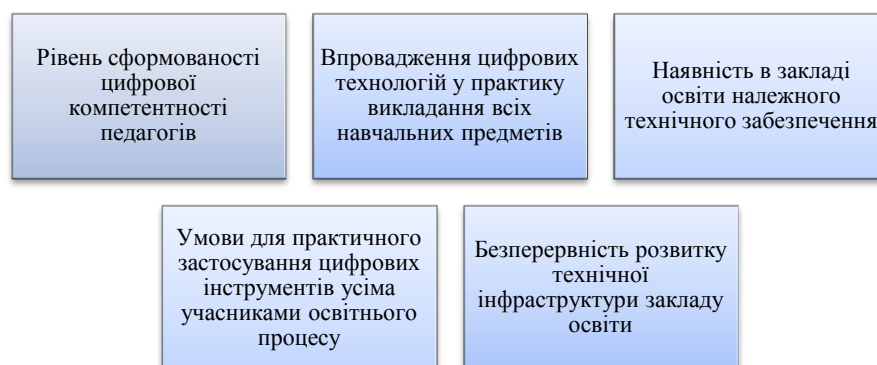 Рівень сформованості
цифрової
компетентності
педагогів
Впровадження цифрових
технологій у практику
викладання всіх
навчальних предметів
Наявність в закладі
освіти належного
технічного забезпечення
Умови для практичного
застосування цифрових
інструментів усіма
учасниками освітнього
процесу
Безперервність розвитку
технічної
інфраструктури закладу
освіти